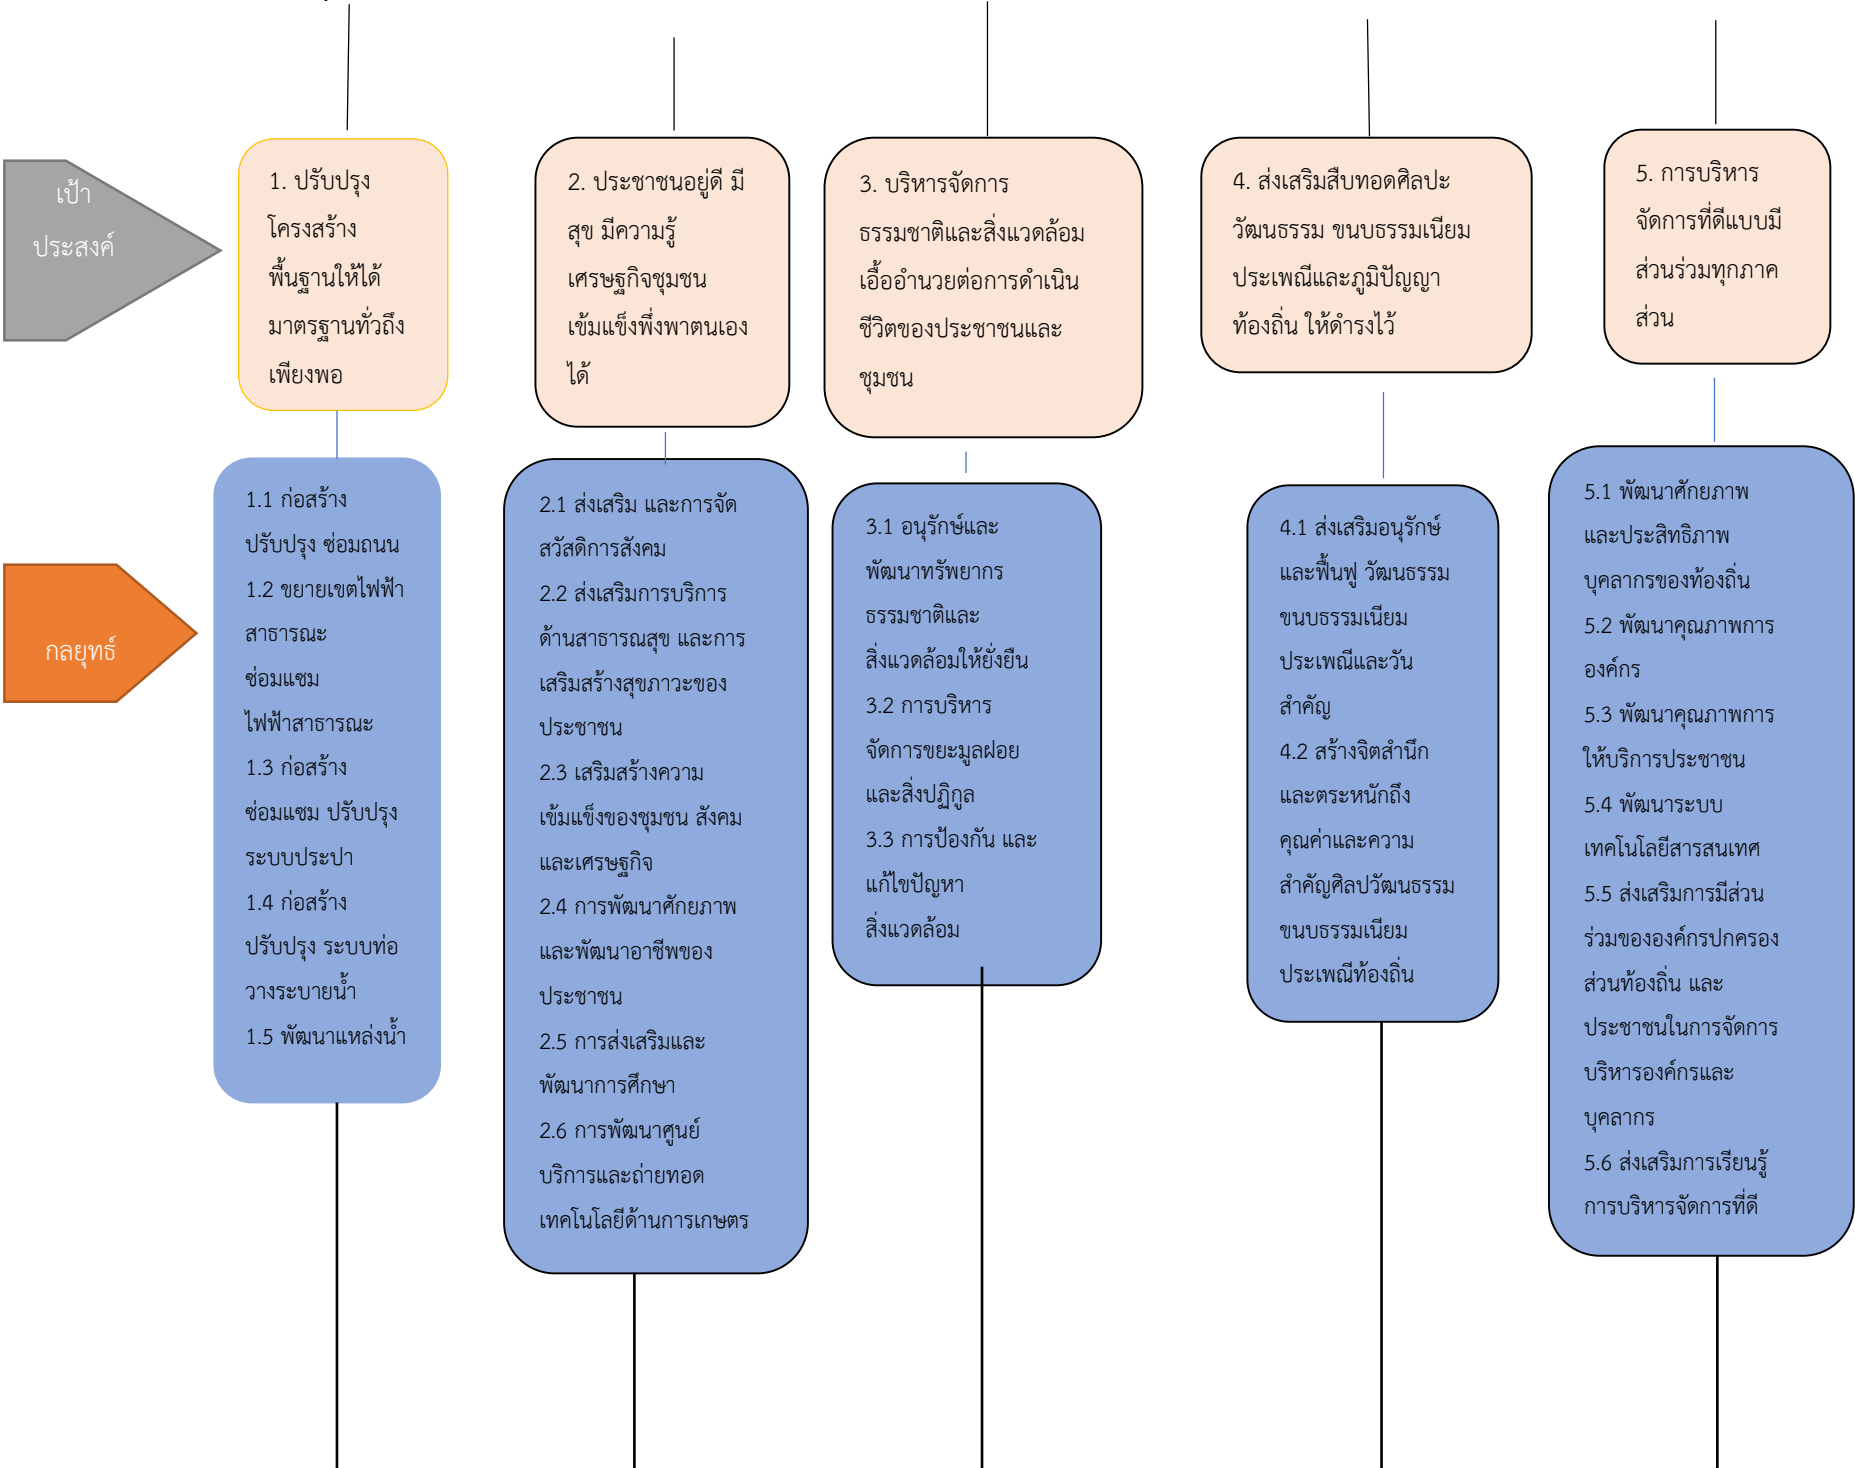 เป้า
ประสงค์
1. ปรับปรุง
โครงสร้าง
พื้นฐานให้ได้
มาตรฐานทั่วถึง
เพียงพอ
2. ประชาชนอยู่ดี มี
สุข มีความรู้
เศรษฐกิจชุมชน
เข้มแข็งพึ่งพาตนเอง
ได้
3. บริหารจัดการ
ธรรมชาติและสิ่งแวดล้อม
เอื้ออำนวยต่อการดำเนิน
ชีวิตของประชาชนและ
ชุมชน
4. ส่งเสริมสืบทอดศิลปะ
วัฒนธรรม ขนบธรรมเนียม
ประเพณีและภูมิปัญญา
ท้องถิ่น ให้ดำรงไว้
5. การบริหาร
จัดการที่ดีแบบมี
ส่วนร่วมทุกภาค
ส่วน
กลยุทธ์
1.1 ก่อสร้าง
ปรับปรุง ซ่อมถนน
1.2 ขยายเขตไฟฟ้า
สาธารณะ
ซ่อมแซม
ไฟฟ้าสาธารณะ
1.3 ก่อสร้าง
ซ่อมแซม ปรับปรุง
ระบบประปา
1.4 ก่อสร้าง
ปรับปรุง ระบบท่อ
วางระบายน้ำ
1.5 พัฒนาแหล่งน้ำ
2.1 ส่งเสริม และการจัด
สวัสดิการสังคม
2.2 ส่งเสริมการบริการ
ด้านสาธารณสุข และการ
เสริมสร้างสุขภาวะของ
ประชาชน
2.3 เสริมสร้างความ
เข้มแข็งของชุมชน สังคม
และเศรษฐกิจ
2.4 การพัฒนาศักยภาพ
และพัฒนาอาชีพของ
ประชาชน
2.5 การส่งเสริมและ
พัฒนาการศึกษา
2.6 การพัฒนาศูนย์
บริการและถ่ายทอด
เทคโนโลยีด้านการเกษตร
3.1 อนุรักษ์และ
พัฒนาทรัพยากร
ธรรมชาติและ
สิ่งแวดล้อมให้ยั่งยืน
3.2 การบริหาร
จัดการขยะมูลฝอย
และสิ่งปฏิกูล
3.3 การป้องกัน และ
แก้ไขปัญหา
สิ่งแวดล้อม
4.1 ส่งเสริมอนุรักษ์
และฟื้นฟู วัฒนธรรม
ขนบธรรมเนียม
ประเพณีและวัน
สำคัญ
4.2 สร้างจิตสำนึก
และตระหนักถึง
คุณค่าและความ
สำคัญศิลปวัฒนธรรม
ขนบธรรมเนียม
ประเพณีท้องถิ่น
5.1 พัฒนาศักยภาพ
และประสิทธิภาพ
บุคลากรของท้องถิ่น
5.2 พัฒนาคุณภาพการ
องค์กร
5.3 พัฒนาคุณภาพการ
ให้บริการประชาชน
5.4 พัฒนาระบบ
เทคโนโลยีสารสนเทศ
5.5 ส่งเสริมการมีส่วน
ร่วมขององค์กรปกครอง
ส่วนท้องถิ่น และ
ประชาชนในการจัดการ
บริหารองค์กรและ
บุคลากร
5.6 ส่งเสริมการเรียนรู้
การบริหารจัดการที่ดี